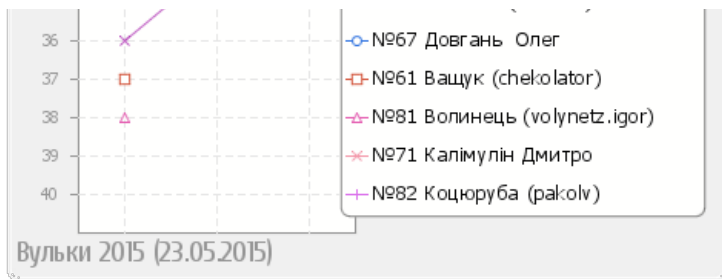 36
37
38
39
40
№67 Довгань Олег
№61 Ващук (chekolator)
№81 Волинець (volynetz.igor)
№71 Калімулін Дмитро
№82 Коцюруба (pakolv)
Вульки 2015 (23.05.2015)